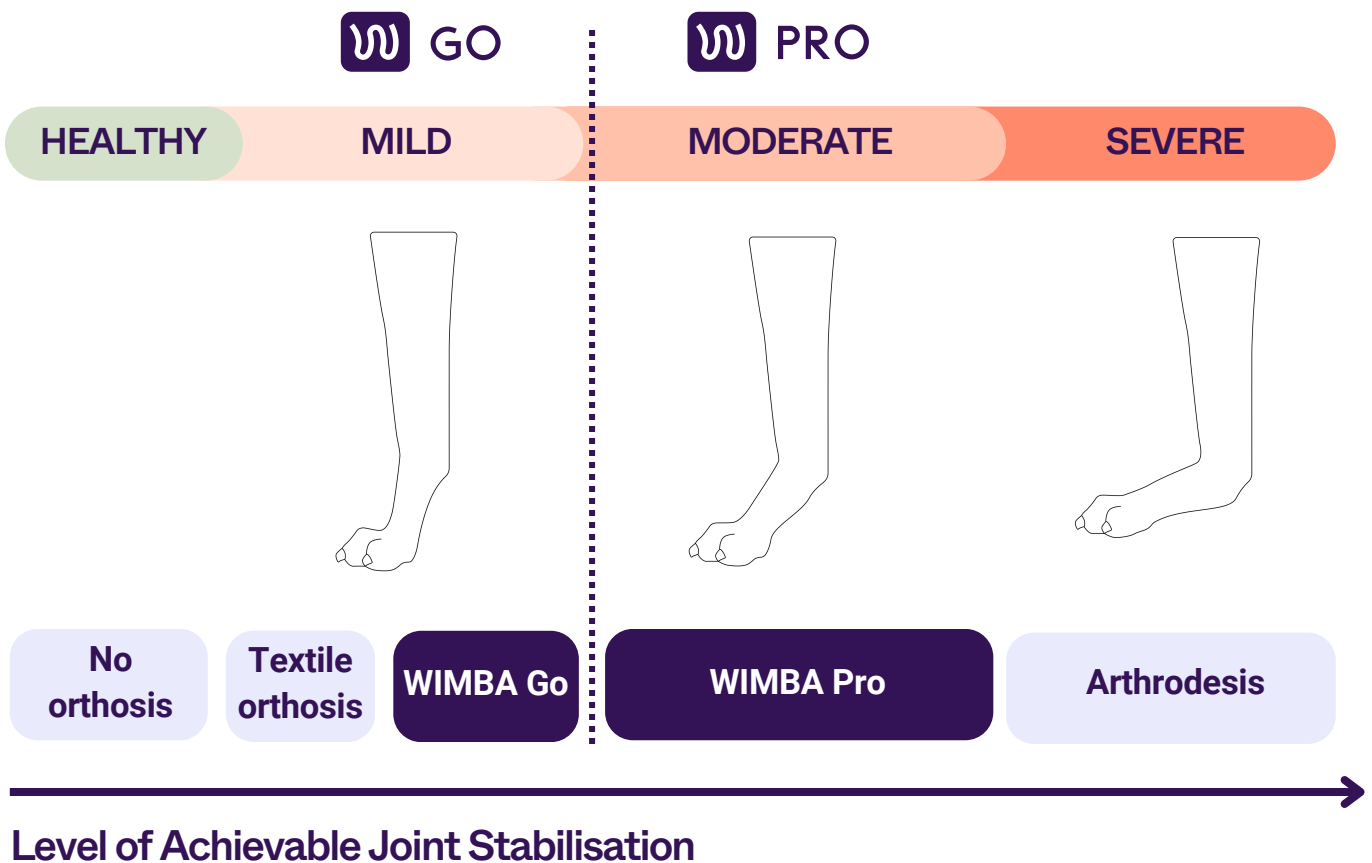 GO
PRO
HEALTHY
MILD
MODERATE
SEVERE
No
orthosis
Textile
orthosis
WIMBA Go
WIMBA Pro
Arthrodesis
Level of Achievable Joint Stabilisation